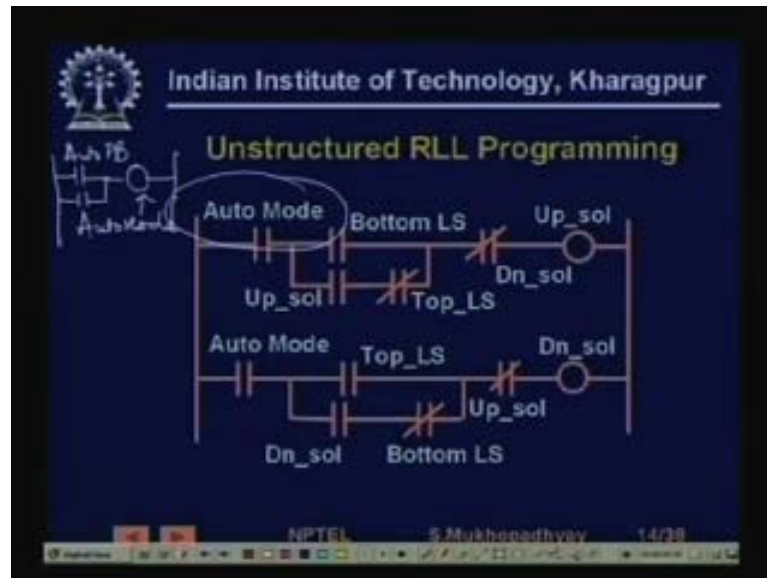 Indian Institute of Technology, Kharagpur
Unstructured RLL Programming
Auto PB
Auto Mode
Auto Mode
Bottom LS
Up_sol
Up_sol
Top_LS
Dn_sol
Auto Mode
Top_LS
Dn_sol
Up_sol
Dn_sol
Bottom LS
NPTEL
S.Mukhopadhyay
14/38